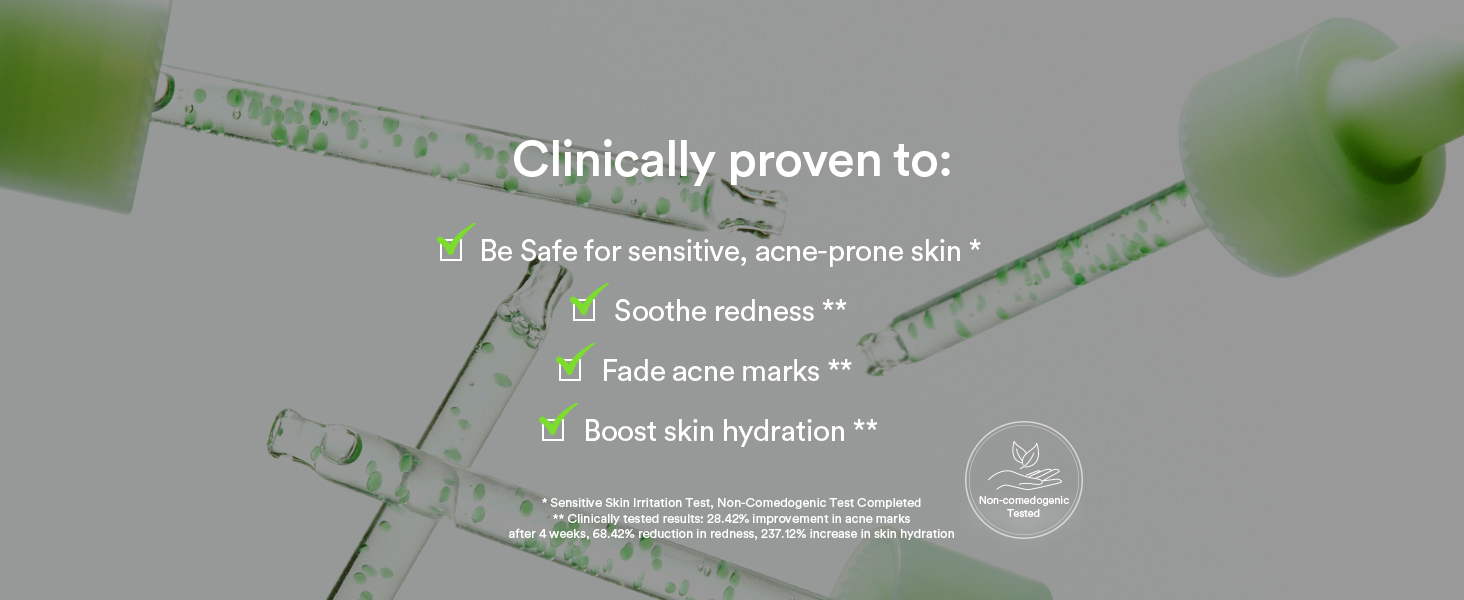 Clinically proven to:
Be Safe for sensitive, acne-prone skin *
Soothe redness **
Fade acne marks **
Boost skin hydration **
* Sensitive Skin Irritation Test, Non-Comedogenic Test Completed
** Clinically tested results: 28.42% improvement in acne marks
after 4 weeks, 68.42% reduction in redness, 237.12% increase in skin hydration
Non-comedogenic
Tested